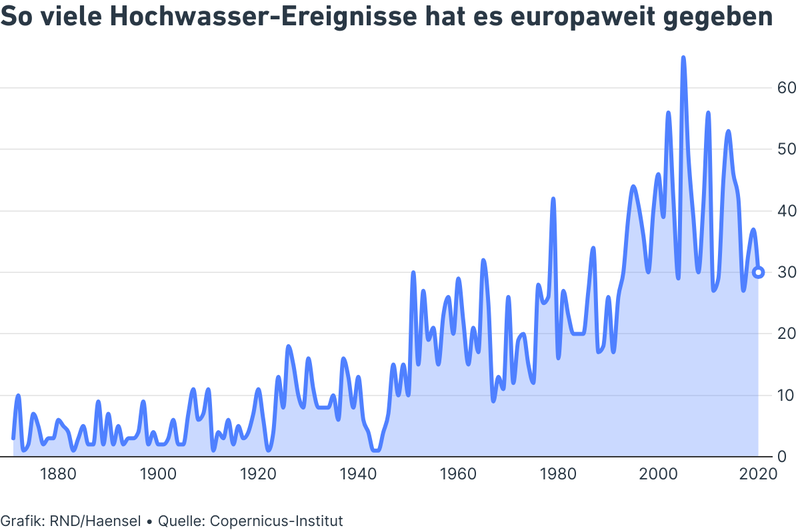 So viele Hochwasser-Ereignisse hat es europaweit gegeben
60
50
40
30
20
10
0
1880 1900 1920 1940 1960 1980 2000 2020
Grafik: RND/Haensel • Quelle: Copernicus-Institut